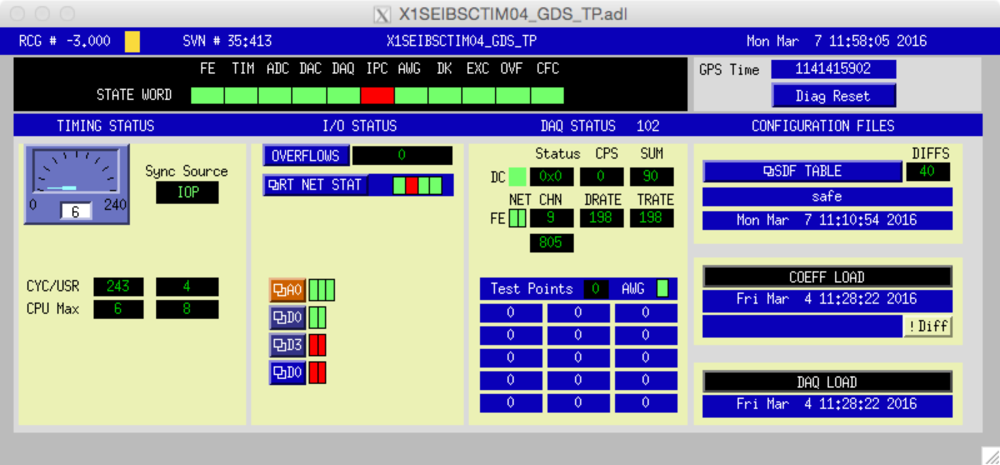 X1SEIBSCTIM04_GDS_TP.adl
RCG # -3.000 SVN # 35:413 X1SEIBSCTIM04_GDS_TP Mon Mar 7 11:58:05 2016
FE TIM ADC DAC DAQ IPC AWG DK EXC OVF CFC
STATE WORD
GPS Time 1141415902
Diag Reset
TIMING STATUS I/O STATUS DAQ STATUS 102 CONFIGURATION FILES
0 240
6
Sync Source
IOP
CYC/USR 243 4
CPU Max 6 8
OVERFLOWS 0
RT NET STAT
A0
D0
D3
D0
Status CPS SUM
DC 0x0 0 90
NET CHN DRATE TRATE
FE 9 198 198
805
Test Points 0 AWG
0 0 0
0 0 0
0 0 0
0 0 0
0 0 0
DIFFS
SDF TABLE 40
safe
Mon Mar 7 11:10:54 2016
COEFF LOAD
Fri Mar 4 11:28:22 2016
!Diff
DAQ LOAD
Fri Mar 4 11:28:22 2016